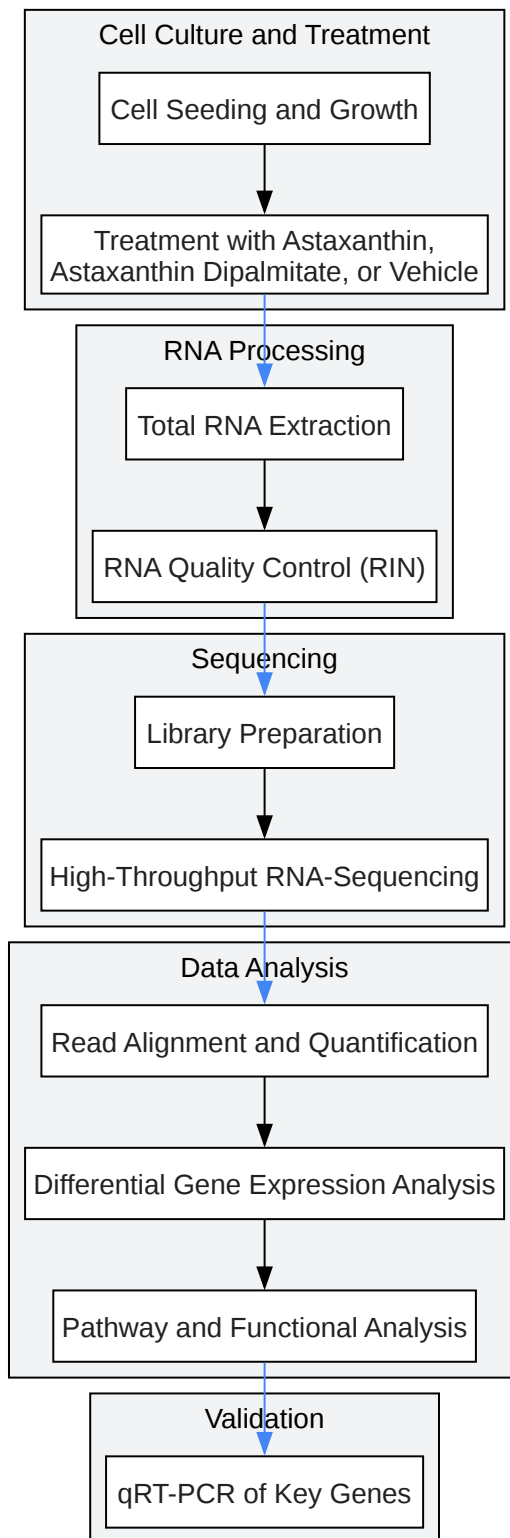 Cell Culture and Treatment
Cell Seeding and Growth
Treatment with Astaxanthin,
Astaxanthin Dipalmitate, or Vehicle
RNA Processing
Total RNA Extraction
RNA Quality Control (RIN)
Sequencing
Library Preparation
High-Throughput RNA-Sequencing
Data Analysis
Read Alignment and Quantification
Differential Gene Expression Analysis
Pathway and Functional Analysis
Validation
qRT-PCR of Key Genes